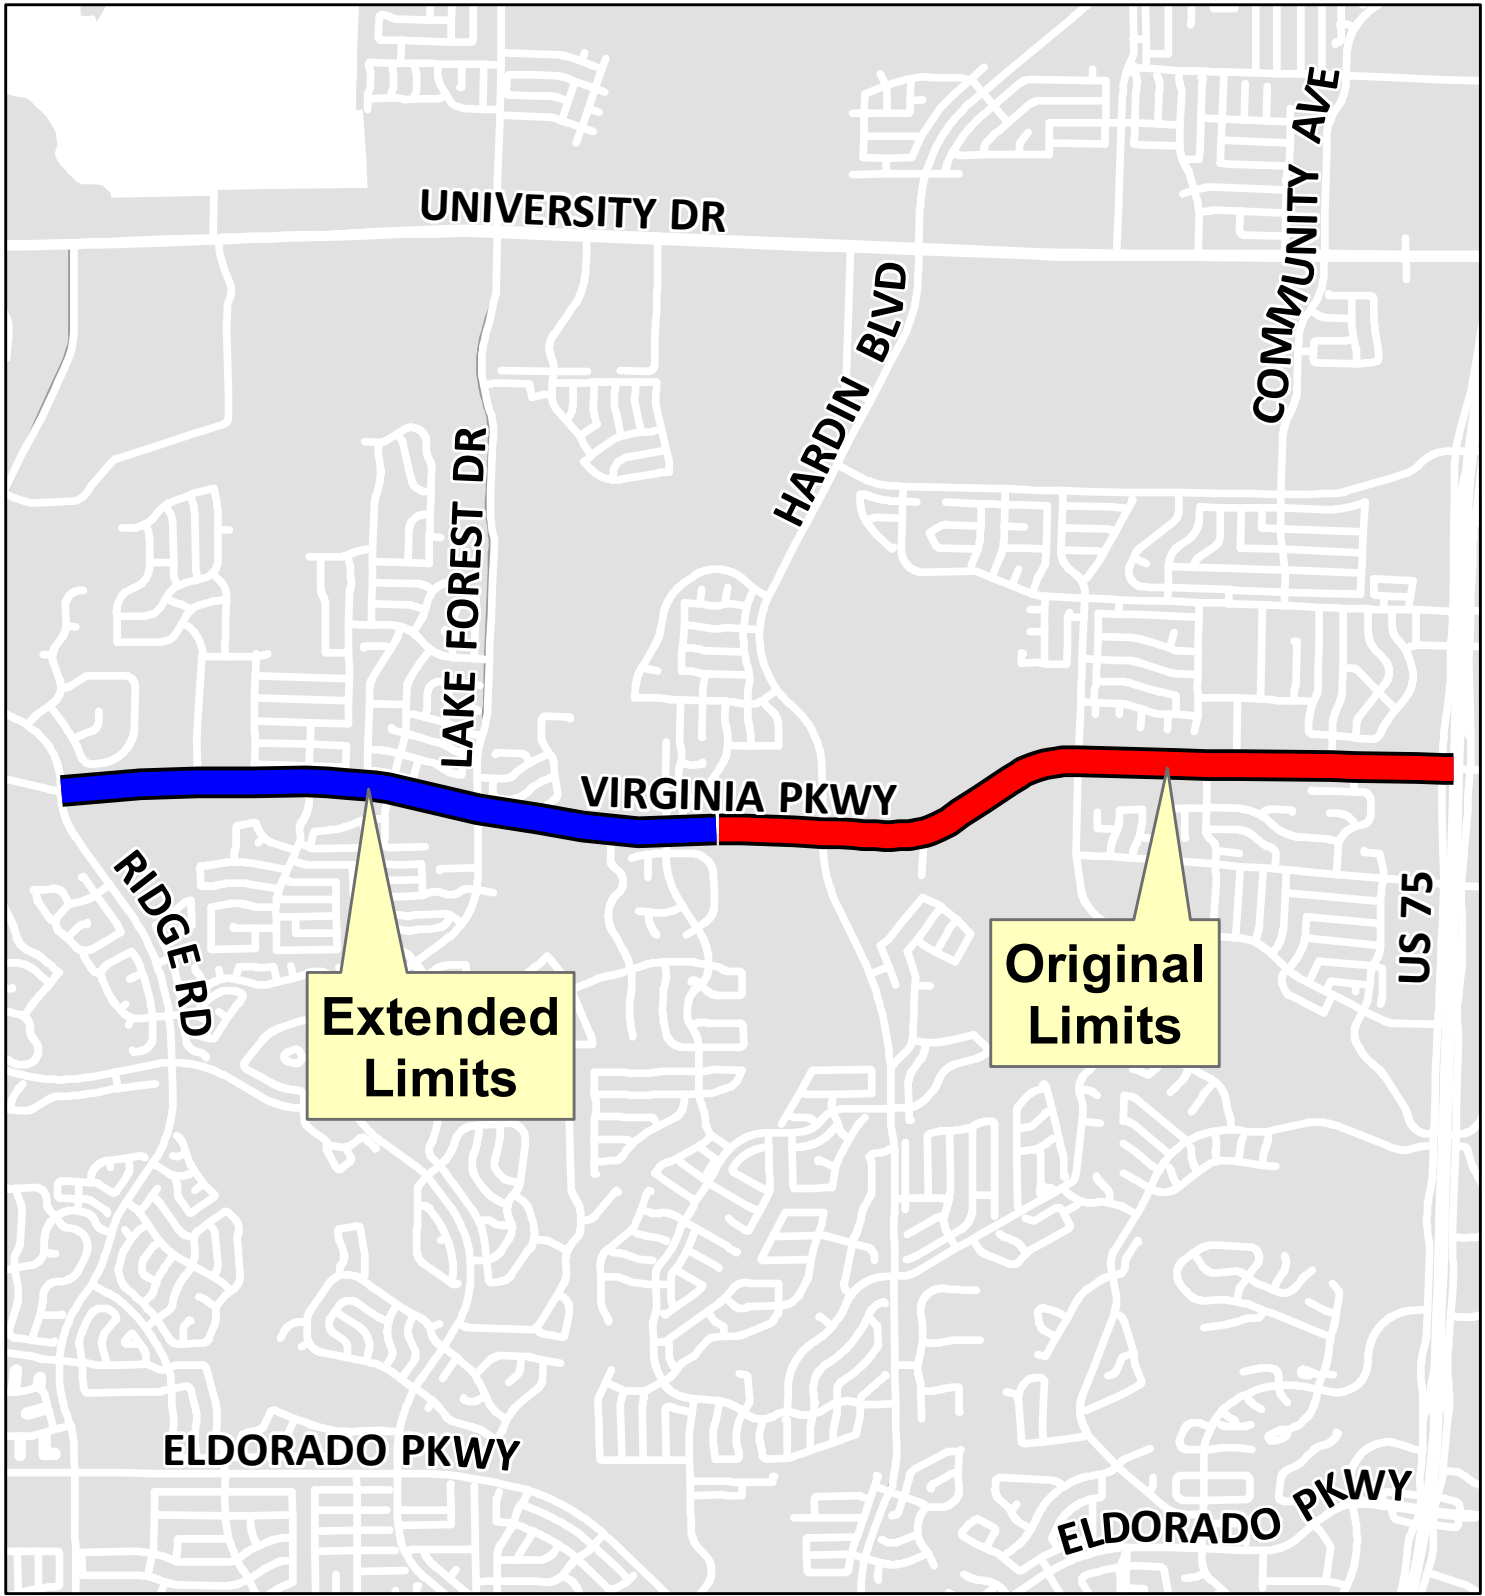 COMMUNITY AVE
UNIVERSITY DR
HARDIN BLVD
LAKE FOREST DR
VIRGINIA PKWY
RIDGE RD
US 75
Original
Limits
Extended
Limits
ELDORADO PKWY
ELDORADO PKWY